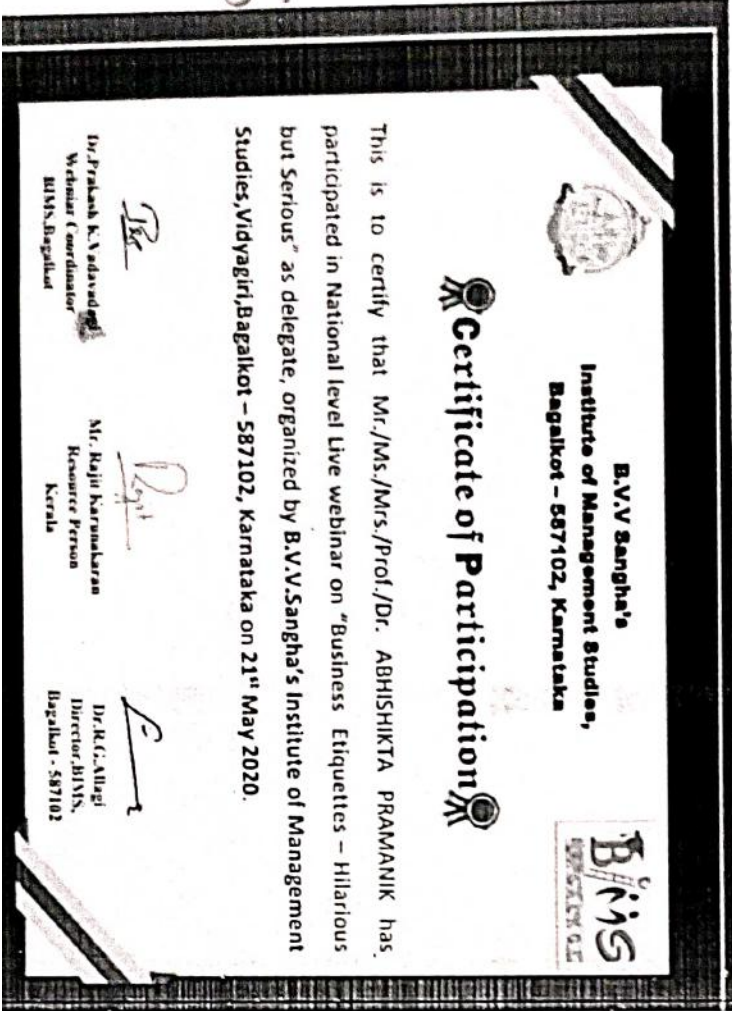 B.V.V Sangha's
Institute of Management Studies,
Bagalkot – 587102, Karnataka
BIMS
Certificate of Participation
This is to certify that Mr./Ms./Mrs./Prof./Dr. ABHISHIKTA PRAMANIK has
participated in National level Live webinar on "Business Etiquettes – Hilarious
but Serious" as delegate, organized by B.V.V.Sangha's Institute of Management
Studies,Vidyagiri,Bagalkot – 587102, Karnataka on 21st May 2020.
Dr.Prakash K.Vadavadagi
Webniar Coordinator
BIMS,Bagalkot
Rajit
Mr. Rajit Karunakaran
Resource Person
Kerala
Dr.R.G.Allagi
Director,BIMS,
Bagalkot - 587102